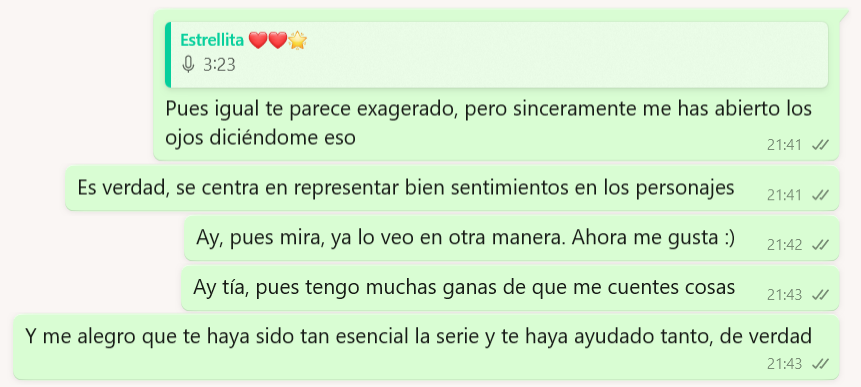 Estrellita ❤️❤️🌟
3:23
Pues igual te parece exagerado, pero sinceramente me has abierto los
ojos diciéndome eso
21:41
Es verdad, se centra en representar bien sentimientos en los personajes
21:41
Ay, pues mira, ya lo veo en otra manera. Ahora me gusta :)
21:42
Ay tía, pues tengo muchas ganas de que me cuentes cosas
21:43
Y me alegro que te haya sido tan esencial la serie y te haya ayudado tanto, de verdad
21:43